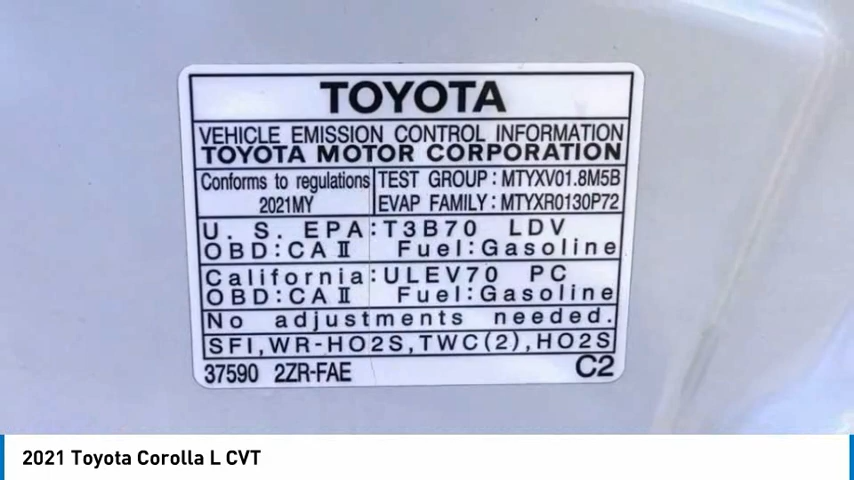 TOYOTA
VEHICLE EMISSION CONTROL INFORMATION
TOYOTA MOTOR CORPORATION
Conforms to regulations
2021MY
TEST GROUP : MTYXV01.8M5B
EVAP FAMILY : MTYXR0130P72
U. S. EPA:T3B70 LDV
OBD:CA Ⅱ Fuel:Gasoline
California:ULEV70 PC
OBD:CA Ⅱ Fuel:Gasoline
No adjustments needed.
SFI,WR-HO2S,TWC(2),HO2S
37590 2ZR-FAE C2
2021 Toyota Corolla L CVT